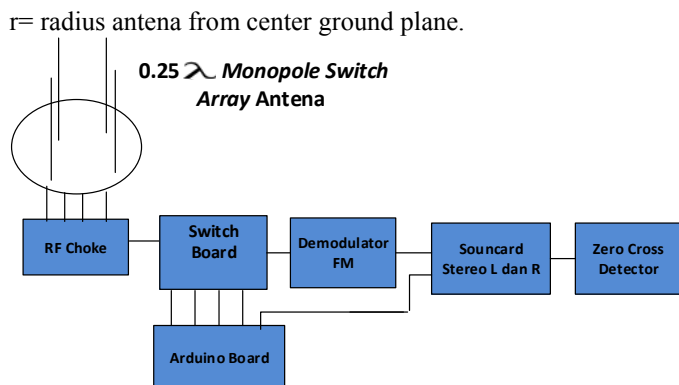 r= radius antena from center ground plane.
0.25 λ Monopole Switch
Array Antena
RF Choke
Switch
Board
Demodulator
FM
Souncard
Stereo L dan R
Zero Cross
Detector
Arduino Board